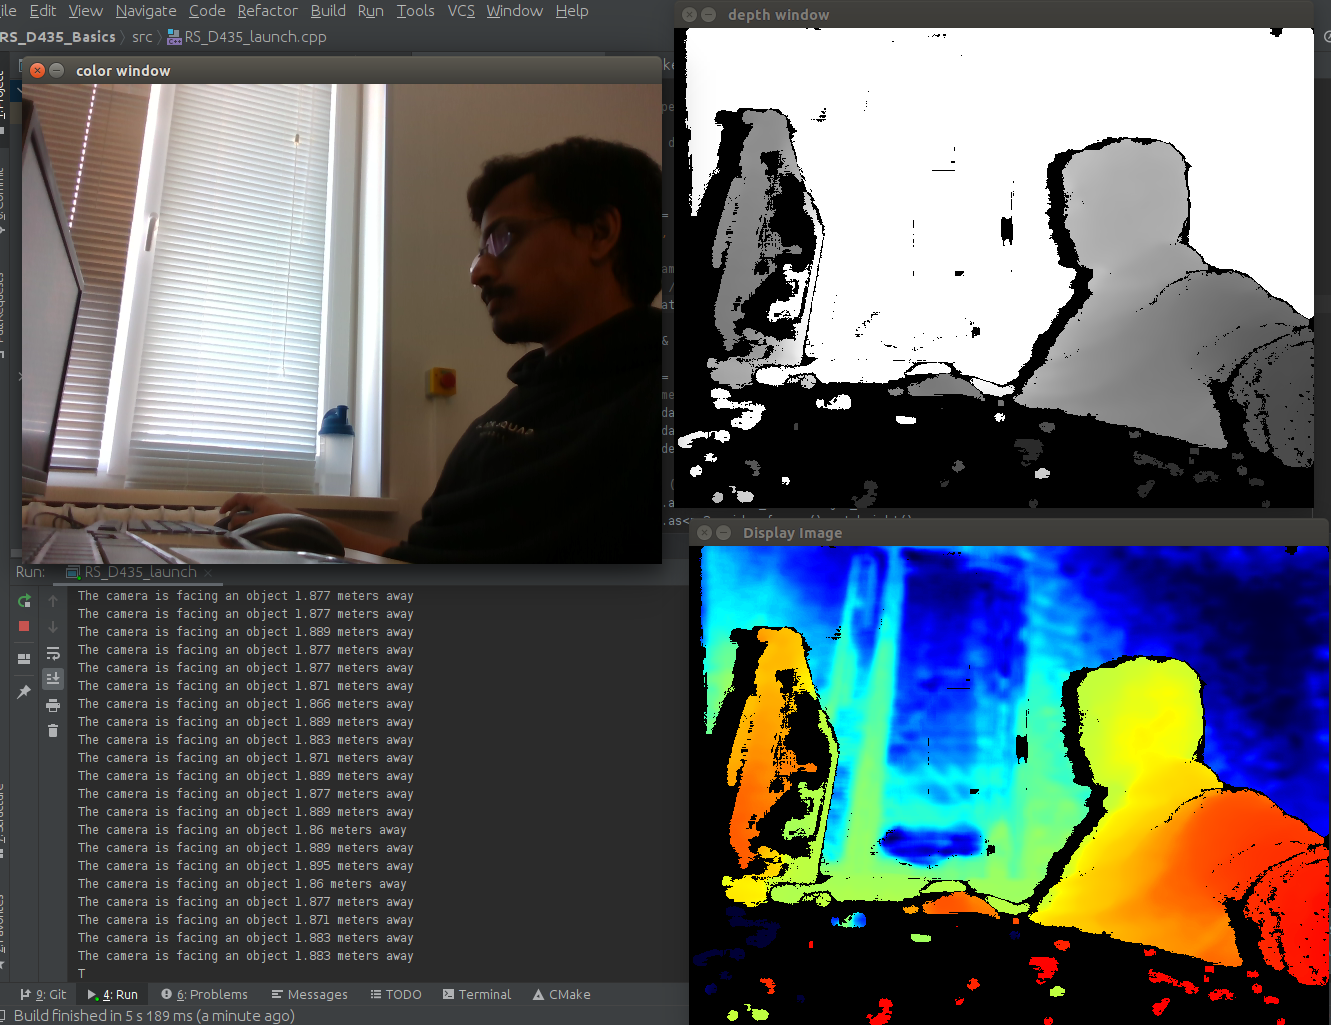 ile Edit View Navigate Code Refactor Build Run Tools VCS Window Help
RS_D435_Basics src RS_D435_launch.cpp
depth window
color window
Display Image
Run: RS_D435_launch
The camera is facing an object 1.877 meters away
The camera is facing an object 1.877 meters away
The camera is facing an object 1.889 meters away
The camera is facing an object 1.877 meters away
The camera is facing an object 1.877 meters away
The camera is facing an object 1.871 meters away
The camera is facing an object 1.866 meters away
The camera is facing an object 1.889 meters away
The camera is facing an object 1.883 meters away
The camera is facing an object 1.871 meters away
The camera is facing an object 1.889 meters away
The camera is facing an object 1.877 meters away
The camera is facing an object 1.889 meters away
The camera is facing an object 1.86 meters away
The camera is facing an object 1.889 meters away
The camera is facing an object 1.895 meters away
The camera is facing an object 1.86 meters away
The camera is facing an object 1.877 meters away
The camera is facing an object 1.871 meters away
The camera is facing an object 1.883 meters away
The camera is facing an object 1.883 meters away
T
9: Git 4: Run 6: Problems Messages TODO Terminal CMake
Build finished in 5 s 189 ms (a minute ago)